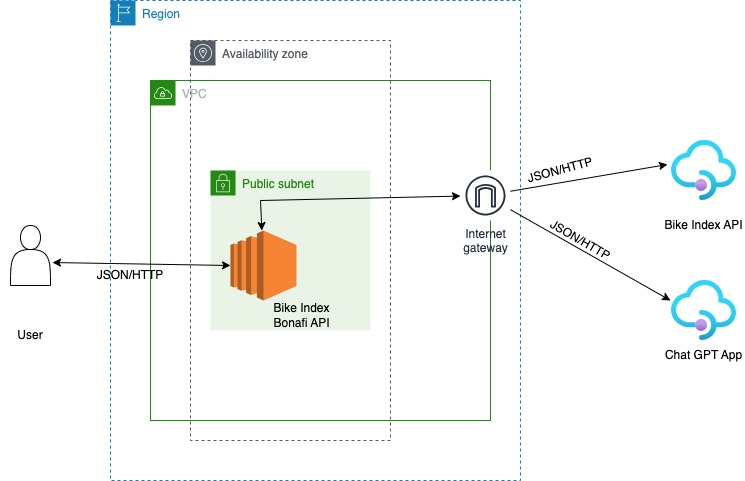 Region
Availability zone
VPC
Public subnet
JSON/HTTP
Bike Index API
Internet
gateway
JSON/HTTP
JSON/HTTP
Bike Index
Bonafi API
User
Chat GPT App